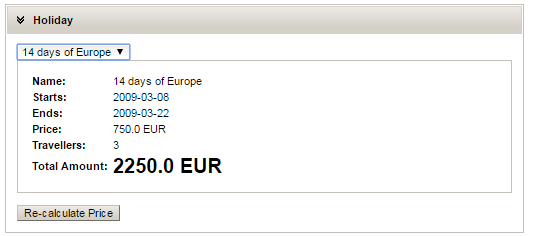 Holiday
14 days of Europe
Name: 14 days of Europe
Starts: 2009-03-08
Ends: 2009-03-22
Price: 750.0 EUR
Travellers: 3
Total Amount: 2250.0 EUR
Re-calculate Price